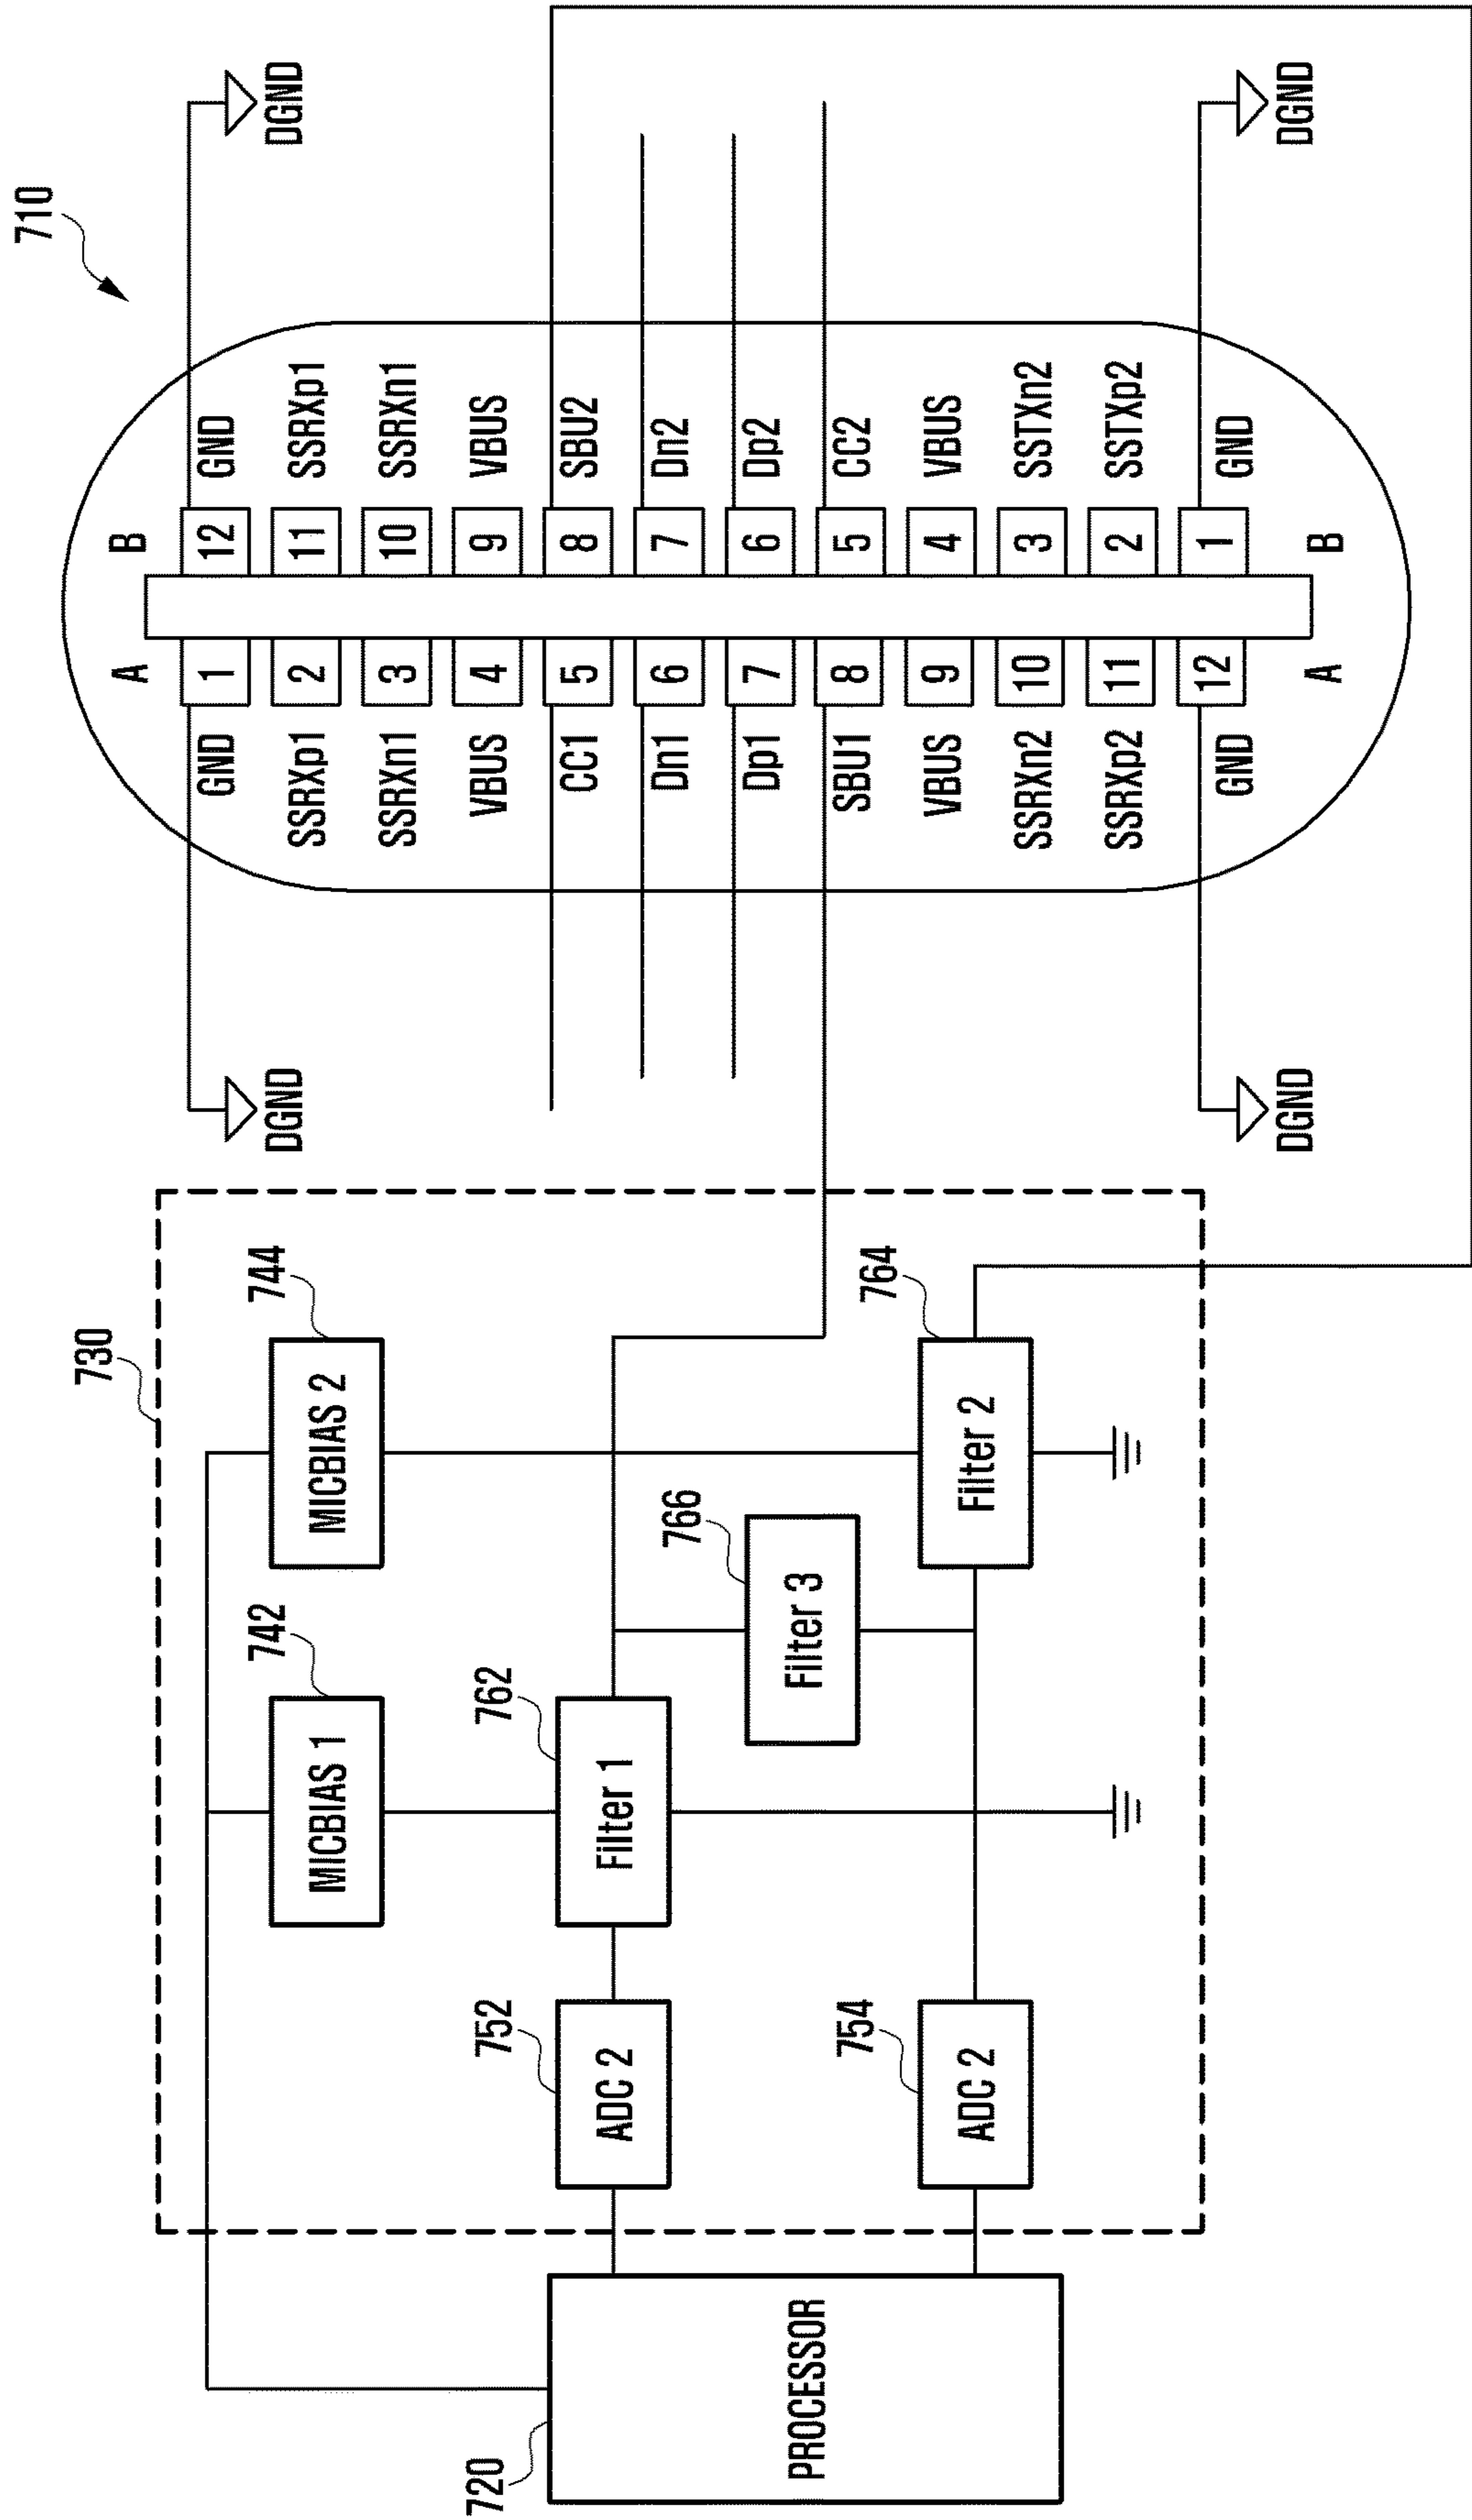 710
DGND
DGND
B
12 GND
11 SSRXp1
10 SSRXn1
9 VBUS
8 SBU2
7 Dn2
6 Dp2
5 CC2
4 VBUS
3 SSTXn2
2 SSTXp2
1 GND
B
A
GND 1
SSRXp1 2
SSRXn1 3
VBUS 4
CC1 5
Dn1 6
Dp1 7
SBU1 8
VBUS 9
SSRXn2 10
SSRXp2 11
GND 12
A
DGND
DGND
730
744
MICBIAS 2
764
Filter 2
766
Filter 3
742
MICBIAS 1
762
Filter 1
752
ADC 2
754
ADC 2
720
PROCESSOR